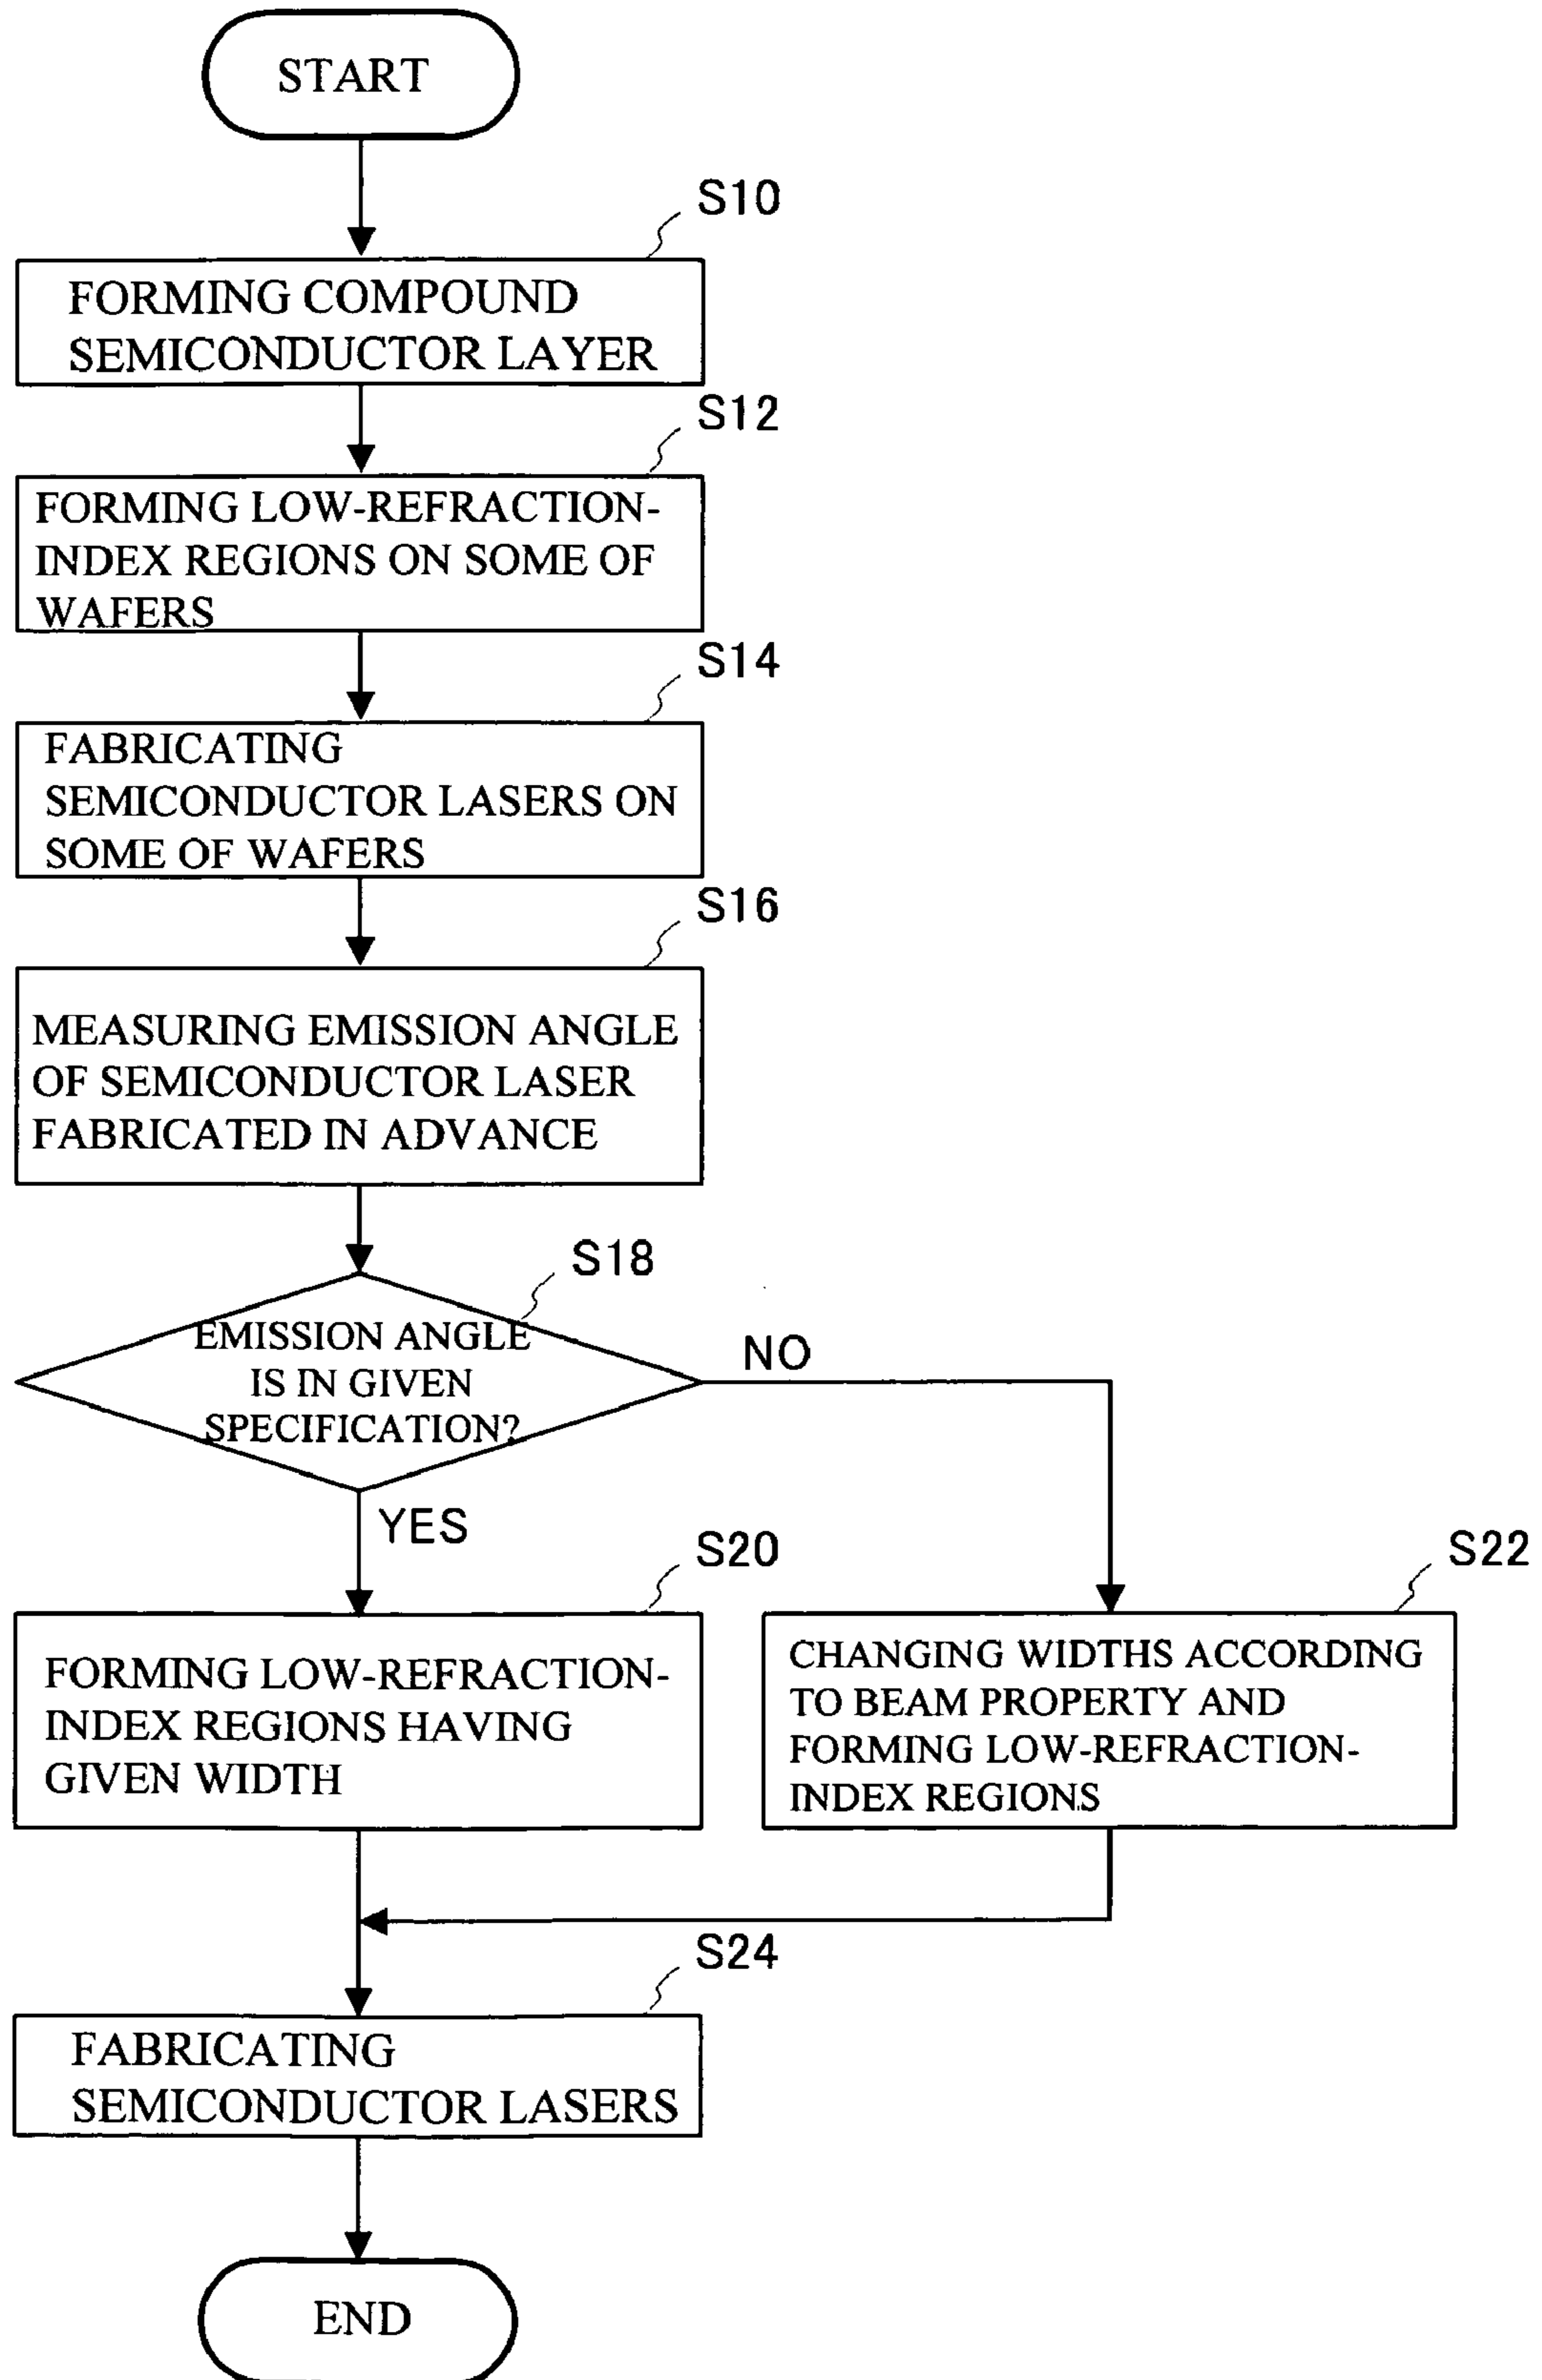 START
S10
FORMING COMPOUND
SEMICONDUCTOR LAYER
S12
FORMING LOW-REFRACTION-
INDEX REGIONS ON SOME OF
WAFERS
S14
FABRICATING
SEMICONDUCTOR LASERS ON
SOME OF WAFERS
S16
MEASURING EMISSION ANGLE
OF SEMICONDUCTOR LASER
FABRICATED IN ADVANCE
S18
EMISSION ANGLE
IS IN GIVEN
SPECIFICATION?
NO
YES
S20
FORMING LOW-REFRACTION-
INDEX REGIONS HAVING
GIVEN WIDTH
S22
CHANGING WIDTHS ACCORDING
TO BEAM PROPERTY AND
FORMING LOW-REFRACTION-
INDEX REGIONS
S24
FABRICATING
SEMICONDUCTOR LASERS
END